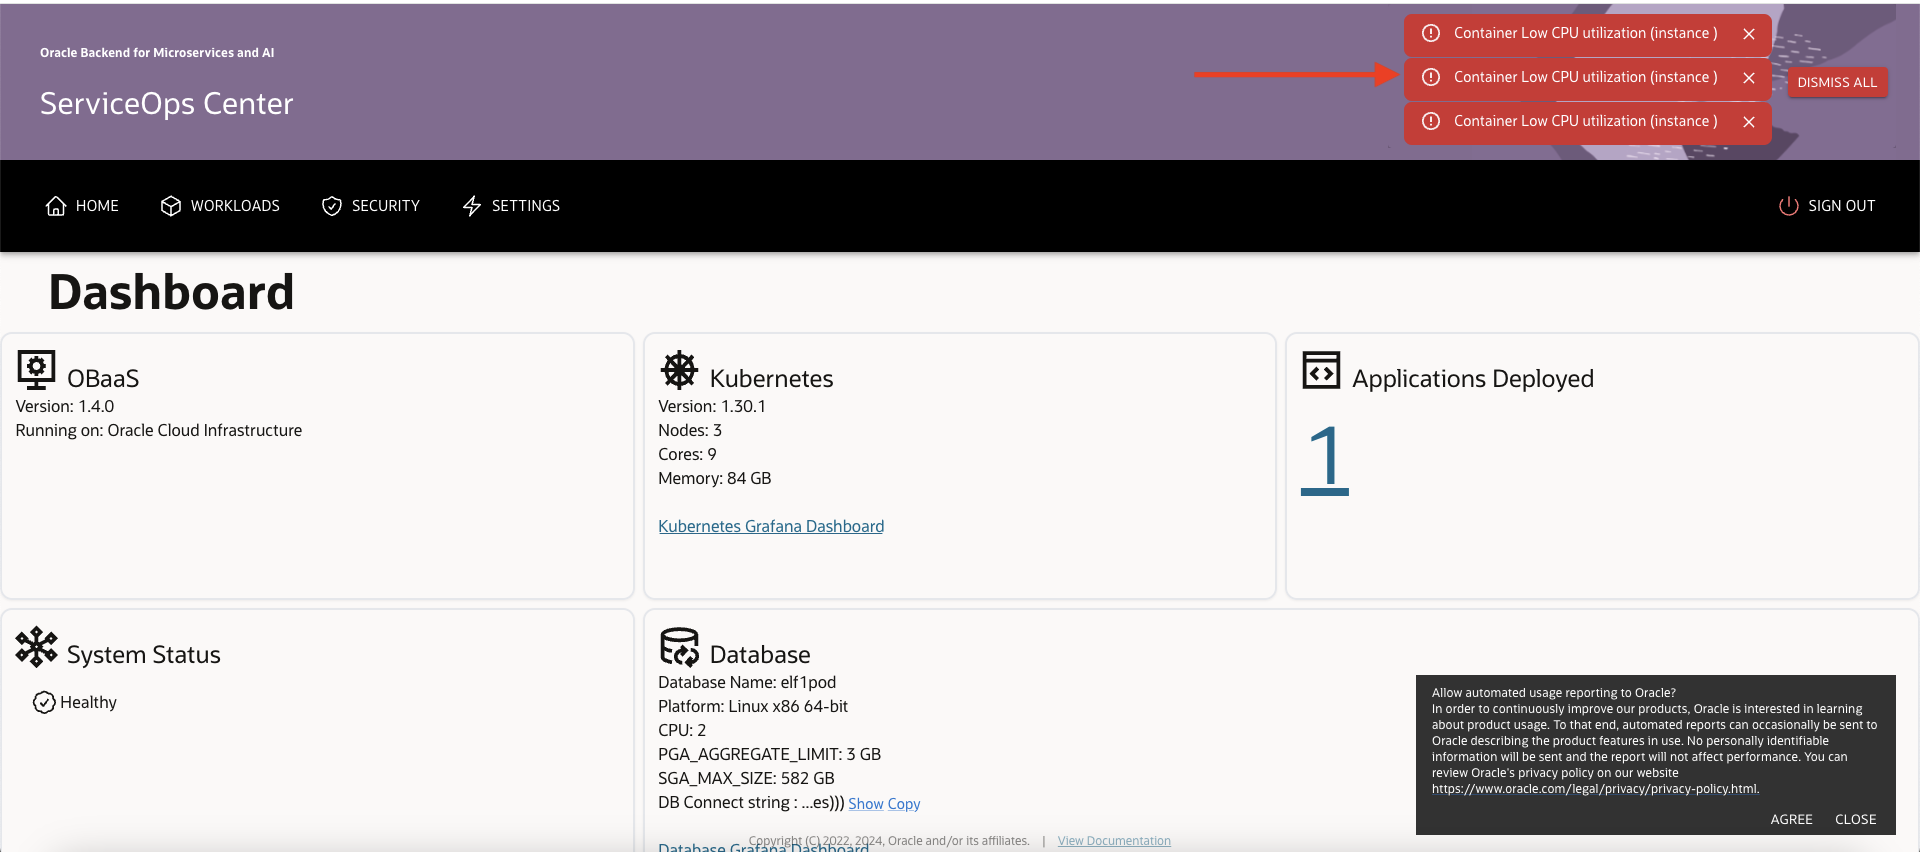 Oracle Backend for Microservices and AI
ServiceOps Center
Container Low CPU utilization (instance )
Container Low CPU utilization (instance )
Container Low CPU utilization (instance )
DISMISS ALL
HOME
WORKLOADS
SECURITY
SETTINGS
SIGN OUT
Dashboard
OBaaS
Version: 1.4.0
Running on: Oracle Cloud Infrastructure
Kubernetes
Version: 1.30.1
Nodes: 3
Cores: 9
Memory: 84 GB
Kubernetes Grafana Dashboard
Applications Deployed
1
System Status
Healthy
Database
Database Name: elf1pod
Platform: Linux x86 64-bit
CPU: 2
PGA_AGGREGATE_LIMIT: 3 GB
SGA_MAX_SIZE: 582 GB
DB Connect string : ...es))) Show Copy
Database Grafana Dashboard
Allow automated usage reporting to Oracle?
In order to continuously improve our products, Oracle is interested in learning
about product usage. To that end, automated reports can occasionally be sent to
Oracle describing the product features in use. No personally identifiable
information will be sent and the report will not affect performance. You can
review Oracle's privacy policy on our website
https://www.oracle.com/legal/privacy/privacy-policy.html.
AGREE CLOSE
Copyright (C) 2022, 2024, Oracle and/or its affiliates. | View Documentation